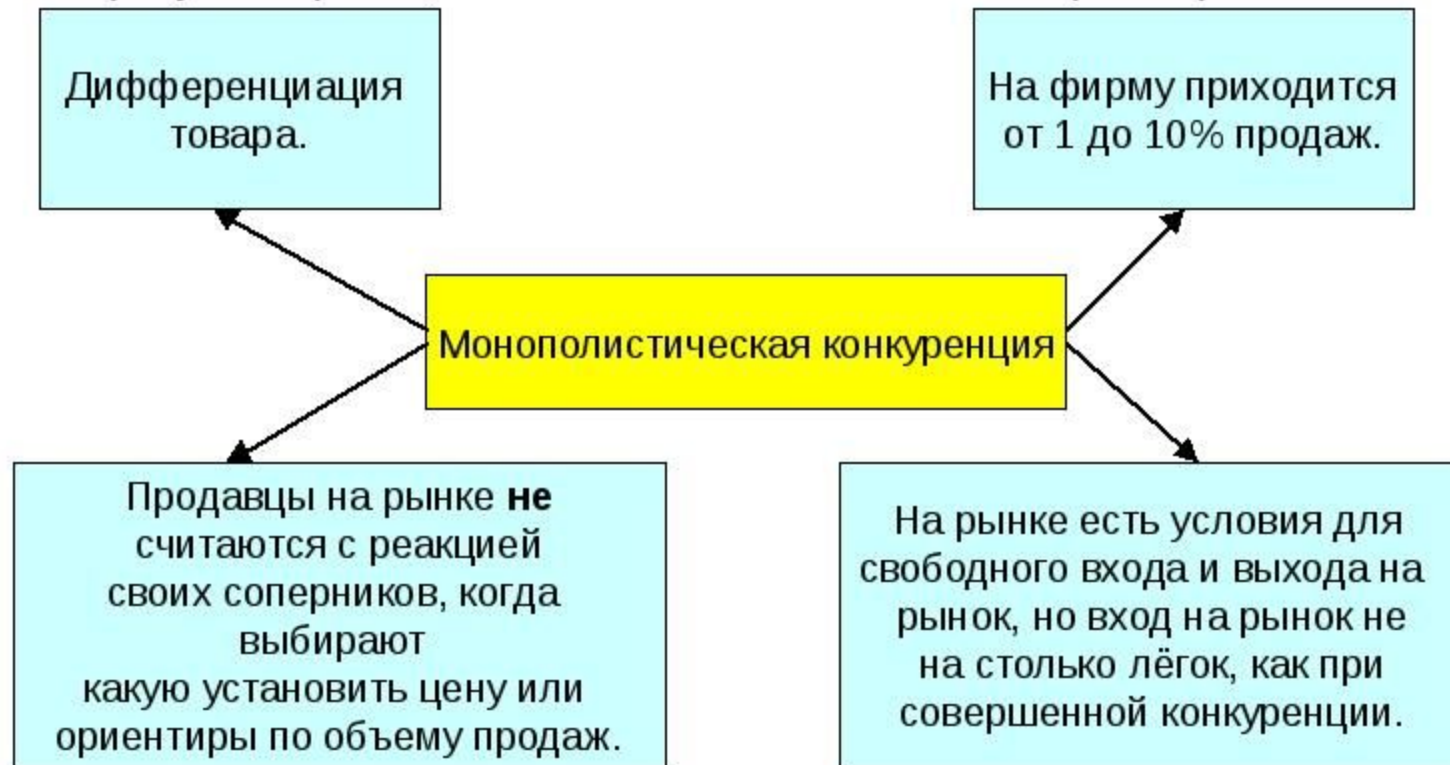 Дифференциация
товара.
На фирму приходится
от 1 до 10% продаж.
Монополистическая конкуренция
Продавцы на рынке не
считаются с реакцией
своих соперников, когда
выбирают
какую установить цену или
ориентиры по объему продаж.
На рынке есть условия для
свободного входа и выхода на
рынок, но вход на рынок не
на столько лёгок, как при
совершенной конкуренции.